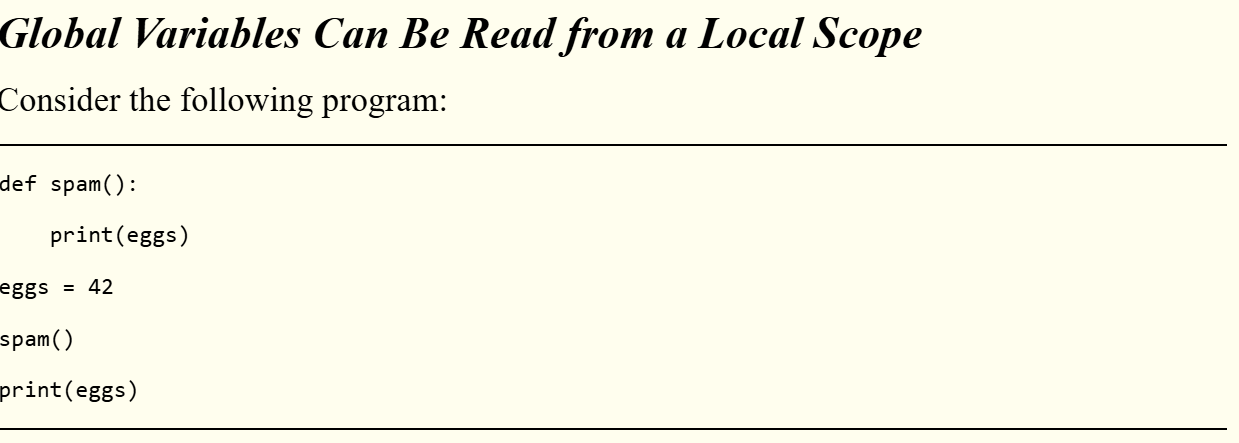 Global Variables Can Be Read from a Local Scope
Consider the following program:
def spam():
    print(eggs)
eggs = 42
spam()
print(eggs)